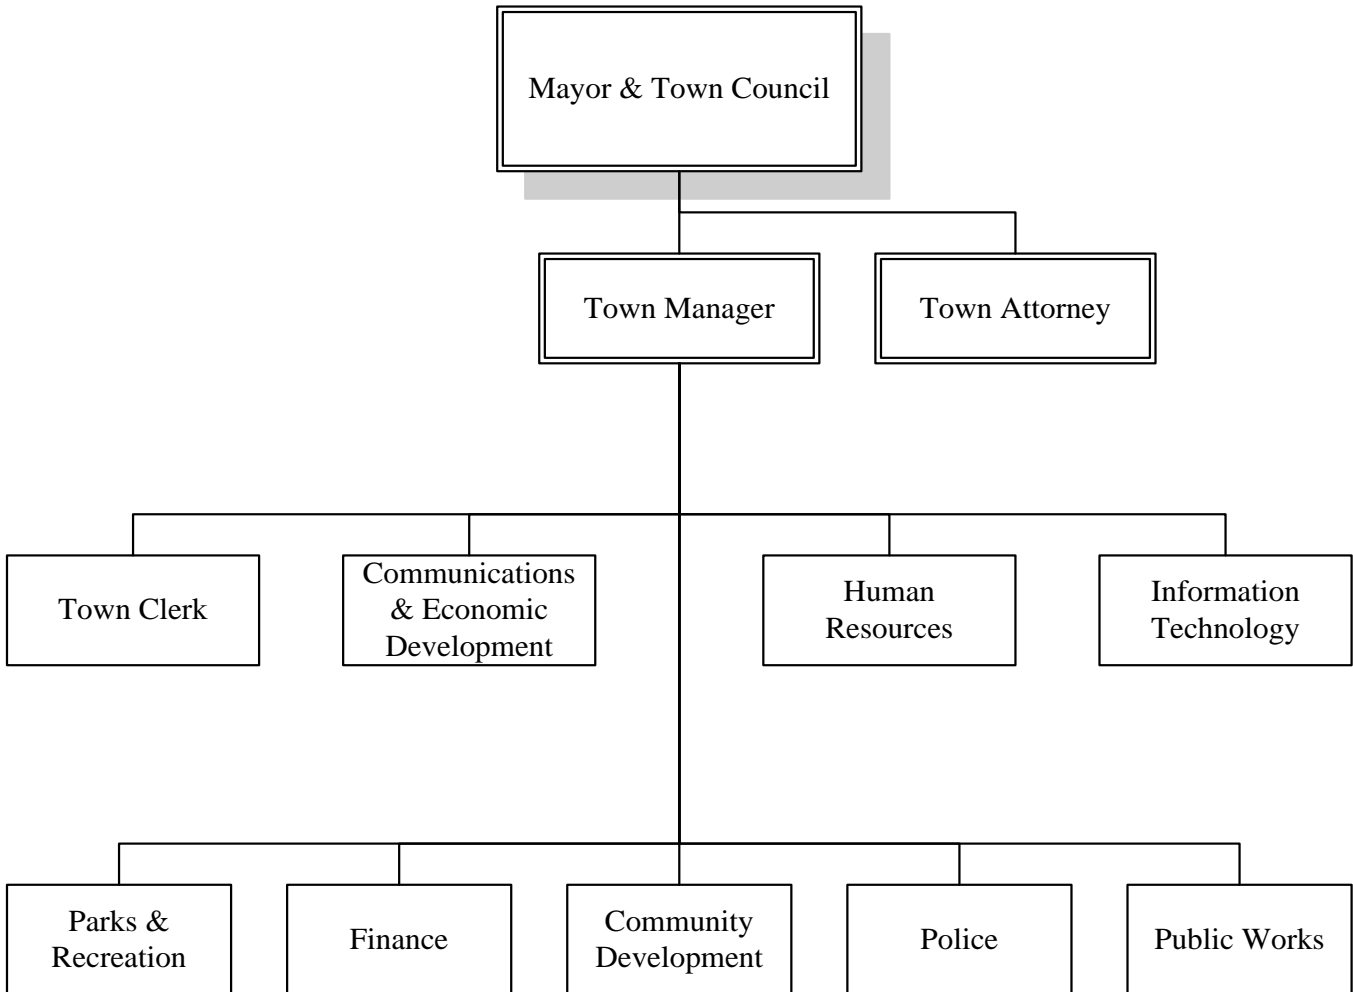 Mayor & Town Council
Town Manager
Town Attorney
Town Clerk
Communications
& Economic
Development
Human
Resources
Information
Technology
Parks &
Recreation
Finance
Community
Development
Police
Public Works